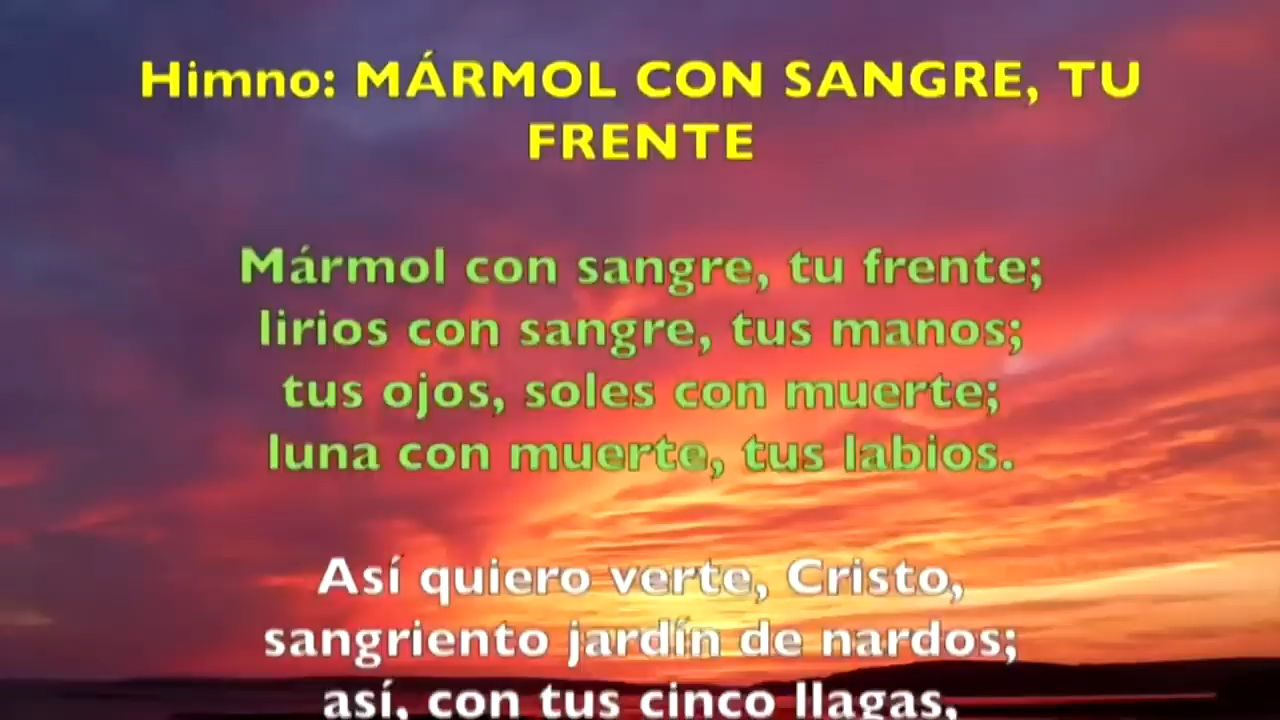 Himno: MÁRMOL CON SANGRE, TU
FRENTE
Mármol con sangre, tu frente;
lirios con sangre, tus manos;
tus ojos, soles con muerte;
luna con muerte, tus labios.
Así quiero verte, Cristo,
sangriento jardín de nardos;
así, con tus cinco llagas,